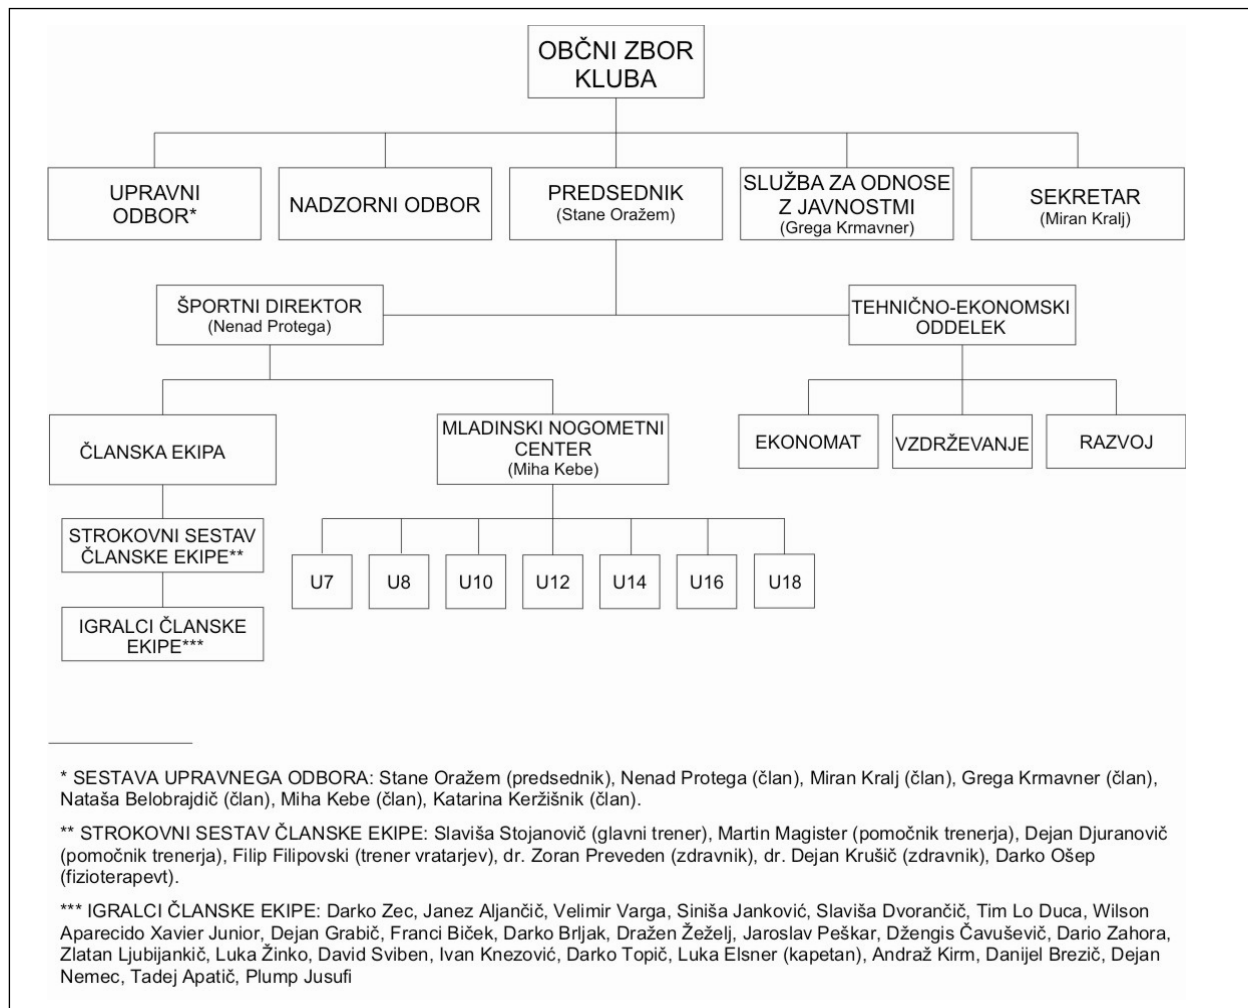 OBČNI ZBOR
KLUBA
UPRAVNI
ODBOR*
NADZORNI ODBOR
PREDSEDNIK
(Stane Oražem)
SLUŽBA ZA ODNOSE
Z JAVNOSTMI
(Grega Krmavner)
SEKRETAR
(Miran Kralj)
ŠPORTNI DIREKTOR
(Nenad Protega)
TEHNIČNO-EKONOMSKI
ODDELEK
ČLANSKA EKIPA
MLADINSKI NOGOMETNI
CENTER
(Miha Kebe)
EKONOMAT
VZDRŽEVANJE
RAZVOJ
STROKOVNI SESTAV
ČLANSKE EKIPE**
U7
U8
U10
U12
U14
U16
U18
IGRALCI ČLANSKE
EKIPE***
* SESTAVA UPRAVNEGA ODBORA: Stane Oražem (predsednik), Nenad Protega (član), Miran Kralj (član), Grega Krmavner (član),
Nataša Belobrajdič (član), Miha Kebe (član), Katarina Keržišnik (član).
** STROKOVNI SESTAV ČLANSKE EKIPE: Slaviša Stojanovič (glavni trener), Martin Magister (pomočnik trenerja), Dejan Djuranovič
(pomočnik trenerja), Filip Filipovski (trener vratarjev), dr. Zoran Preveden (zdravnik), dr. Dejan Krušič (zdravnik), Darko Ošep
(fizioterapevt).
*** IGRALCI ČLANSKE EKIPE: Darko Zec, Janez Aljančič, Velimir Varga, Siniša Janković, Slaviša Dvorančič, Tim Lo Duca, Wilson
Aparecido Xavier Junior, Dejan Grabič, Franci Biček, Darko Brljak, Dražen Žeželj, Jaroslav Peškar, Džengis Čavuševič, Dario Zahora,
Zlatan Ljubijankič, Luka Žinko, David Sviben, Ivan Knezović, Darko Topič, Luka Elsner (kapetan), Andraž Kirm, Danijel Brezič, Dejan
Nemec, Tadej Apatič, Plump Jusufi